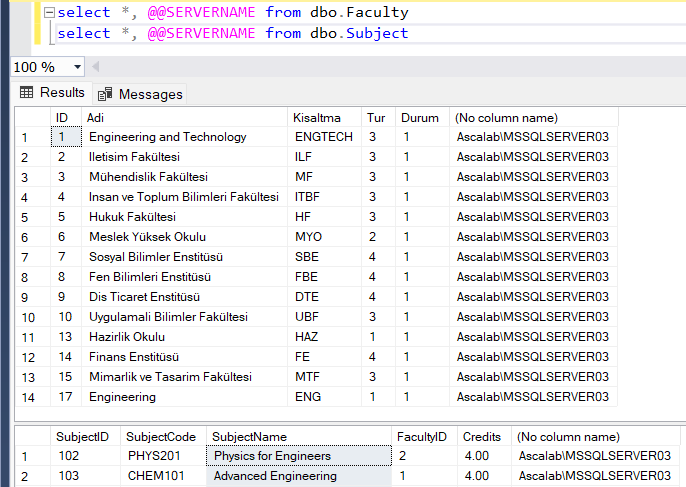 select *, @@SERVERNAME from dbo.Faculty
select *, @@SERVERNAME from dbo.Subject
100 %
Results Messages
ID Adi Kisaltma Tur Durum (No column name)
1 1 Engineering and Technology ENGTECH 3 1 Ascalab\MSSQLSERVER03
2 2 Iletisim Fakültesi ILF 3 1 Ascalab\MSSQLSERVER03
3 3 Mühendislik Fakültesi MF 3 1 Ascalab\MSSQLSERVER03
4 4 Insan ve Toplum Bilimleri Fakültesi ITBF 3 1 Ascalab\MSSQLSERVER03
5 5 Hukuk Fakültesi HF 3 1 Ascalab\MSSQLSERVER03
6 6 Meslek Yüksek Okulu MYO 2 1 Ascalab\MSSQLSERVER03
7 7 Sosyal Bilimler Enstitüsü SBE 4 1 Ascalab\MSSQLSERVER03
8 8 Fen Bilimleri Enstitüsü FBE 4 1 Ascalab\MSSQLSERVER03
9 9 Dis Ticaret Enstitüsü DTE 4 1 Ascalab\MSSQLSERVER03
10 10 Uygulamali Bilimler Fakültesi UBF 3 1 Ascalab\MSSQLSERVER03
11 13 Hazirlik Okulu HAZ 1 1 Ascalab\MSSQLSERVER03
12 14 Finans Enstitüsü FE 4 1 Ascalab\MSSQLSERVER03
13 15 Mimarlik ve Tasarim Fakültesi MTF 3 1 Ascalab\MSSQLSERVER03
14 17 Engineering ENG 1 1 Ascalab\MSSQLSERVER03
SubjectID SubjectCode SubjectName FacultyID Credits (No column name)
1 102 PHYS201 Physics for Engineers 2 4.00 Ascalab\MSSQLSERVER03
2 103 CHEM101 Advanced Engineering 1 4.00 Ascalab\MSSQLSERVER03